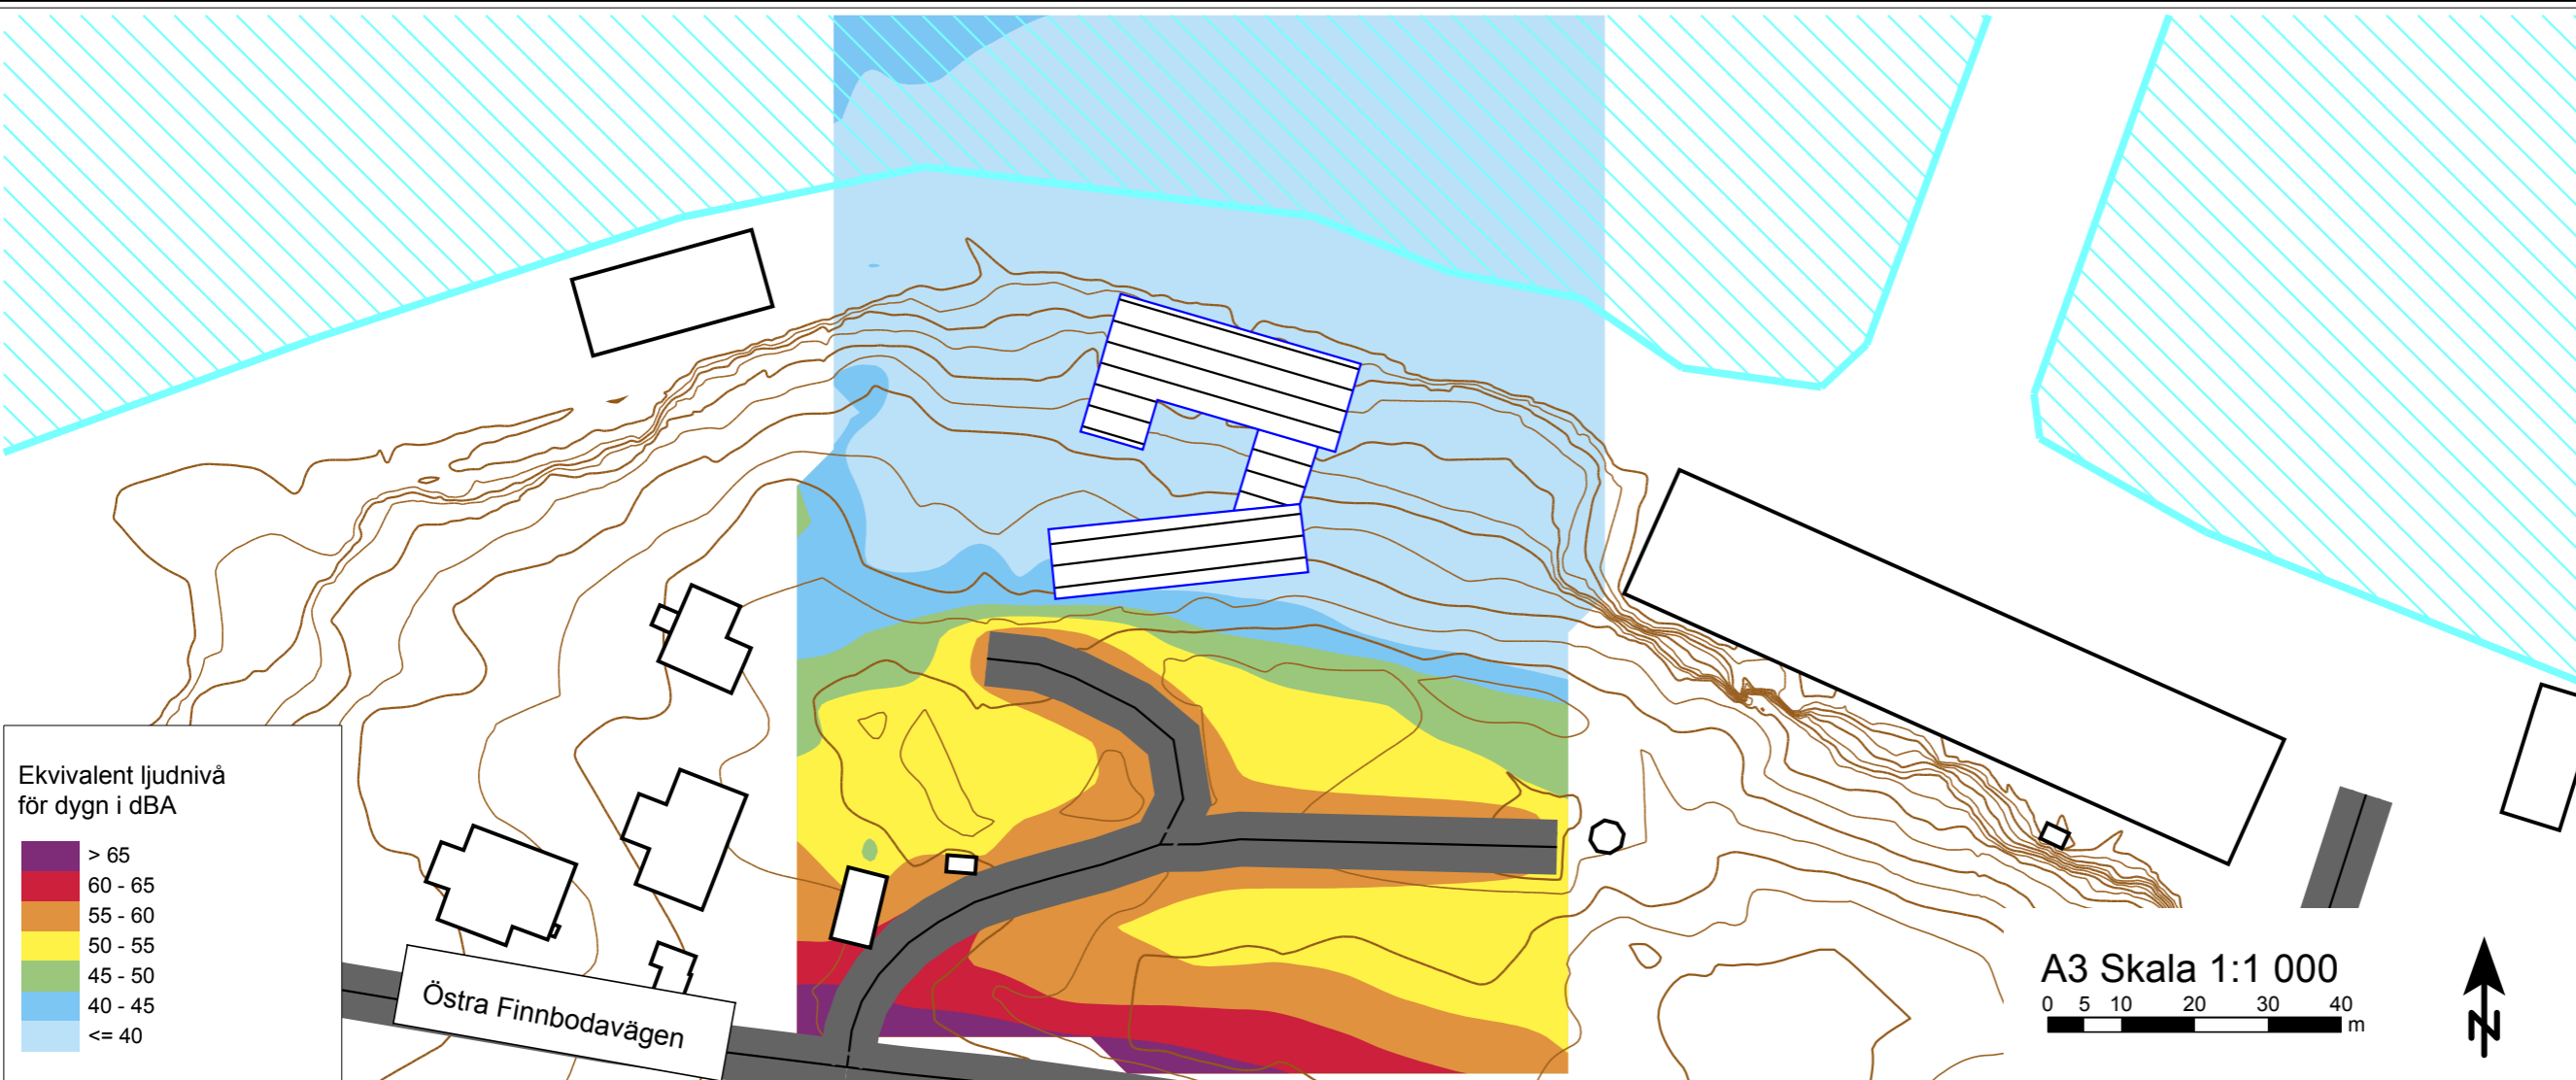 Ekvivalent ljudnivå
för dygn i dBA
> 65
60 - 65
55 - 60
50 - 55
45 - 50
40 - 45
<= 40
Östra Finnbodavägen
A3 Skala 1:1 000
0 5 10 20 30 40
m
N